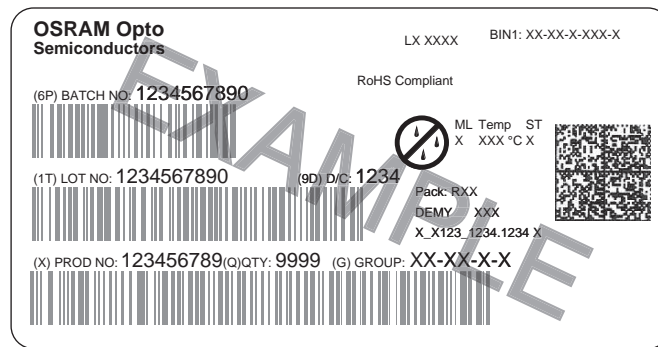 OSRAM Opto
Semiconductors
LX XXXX
BIN1: XX-XX-X-XXX-X
RoHS Compliant
(6P) BATCH NO: 1234567890
ML Temp ST
X XXX °C X
(1T) LOT NO: 1234567890 (9D) D/C: 1234
Pack: RXX
DEMY XXX
X_X123_1234.1234 X
(X) PROD NO: 123456789(Q)QTY: 9999 (G) GROUP: XX-XX-X-X
EXAMPLE